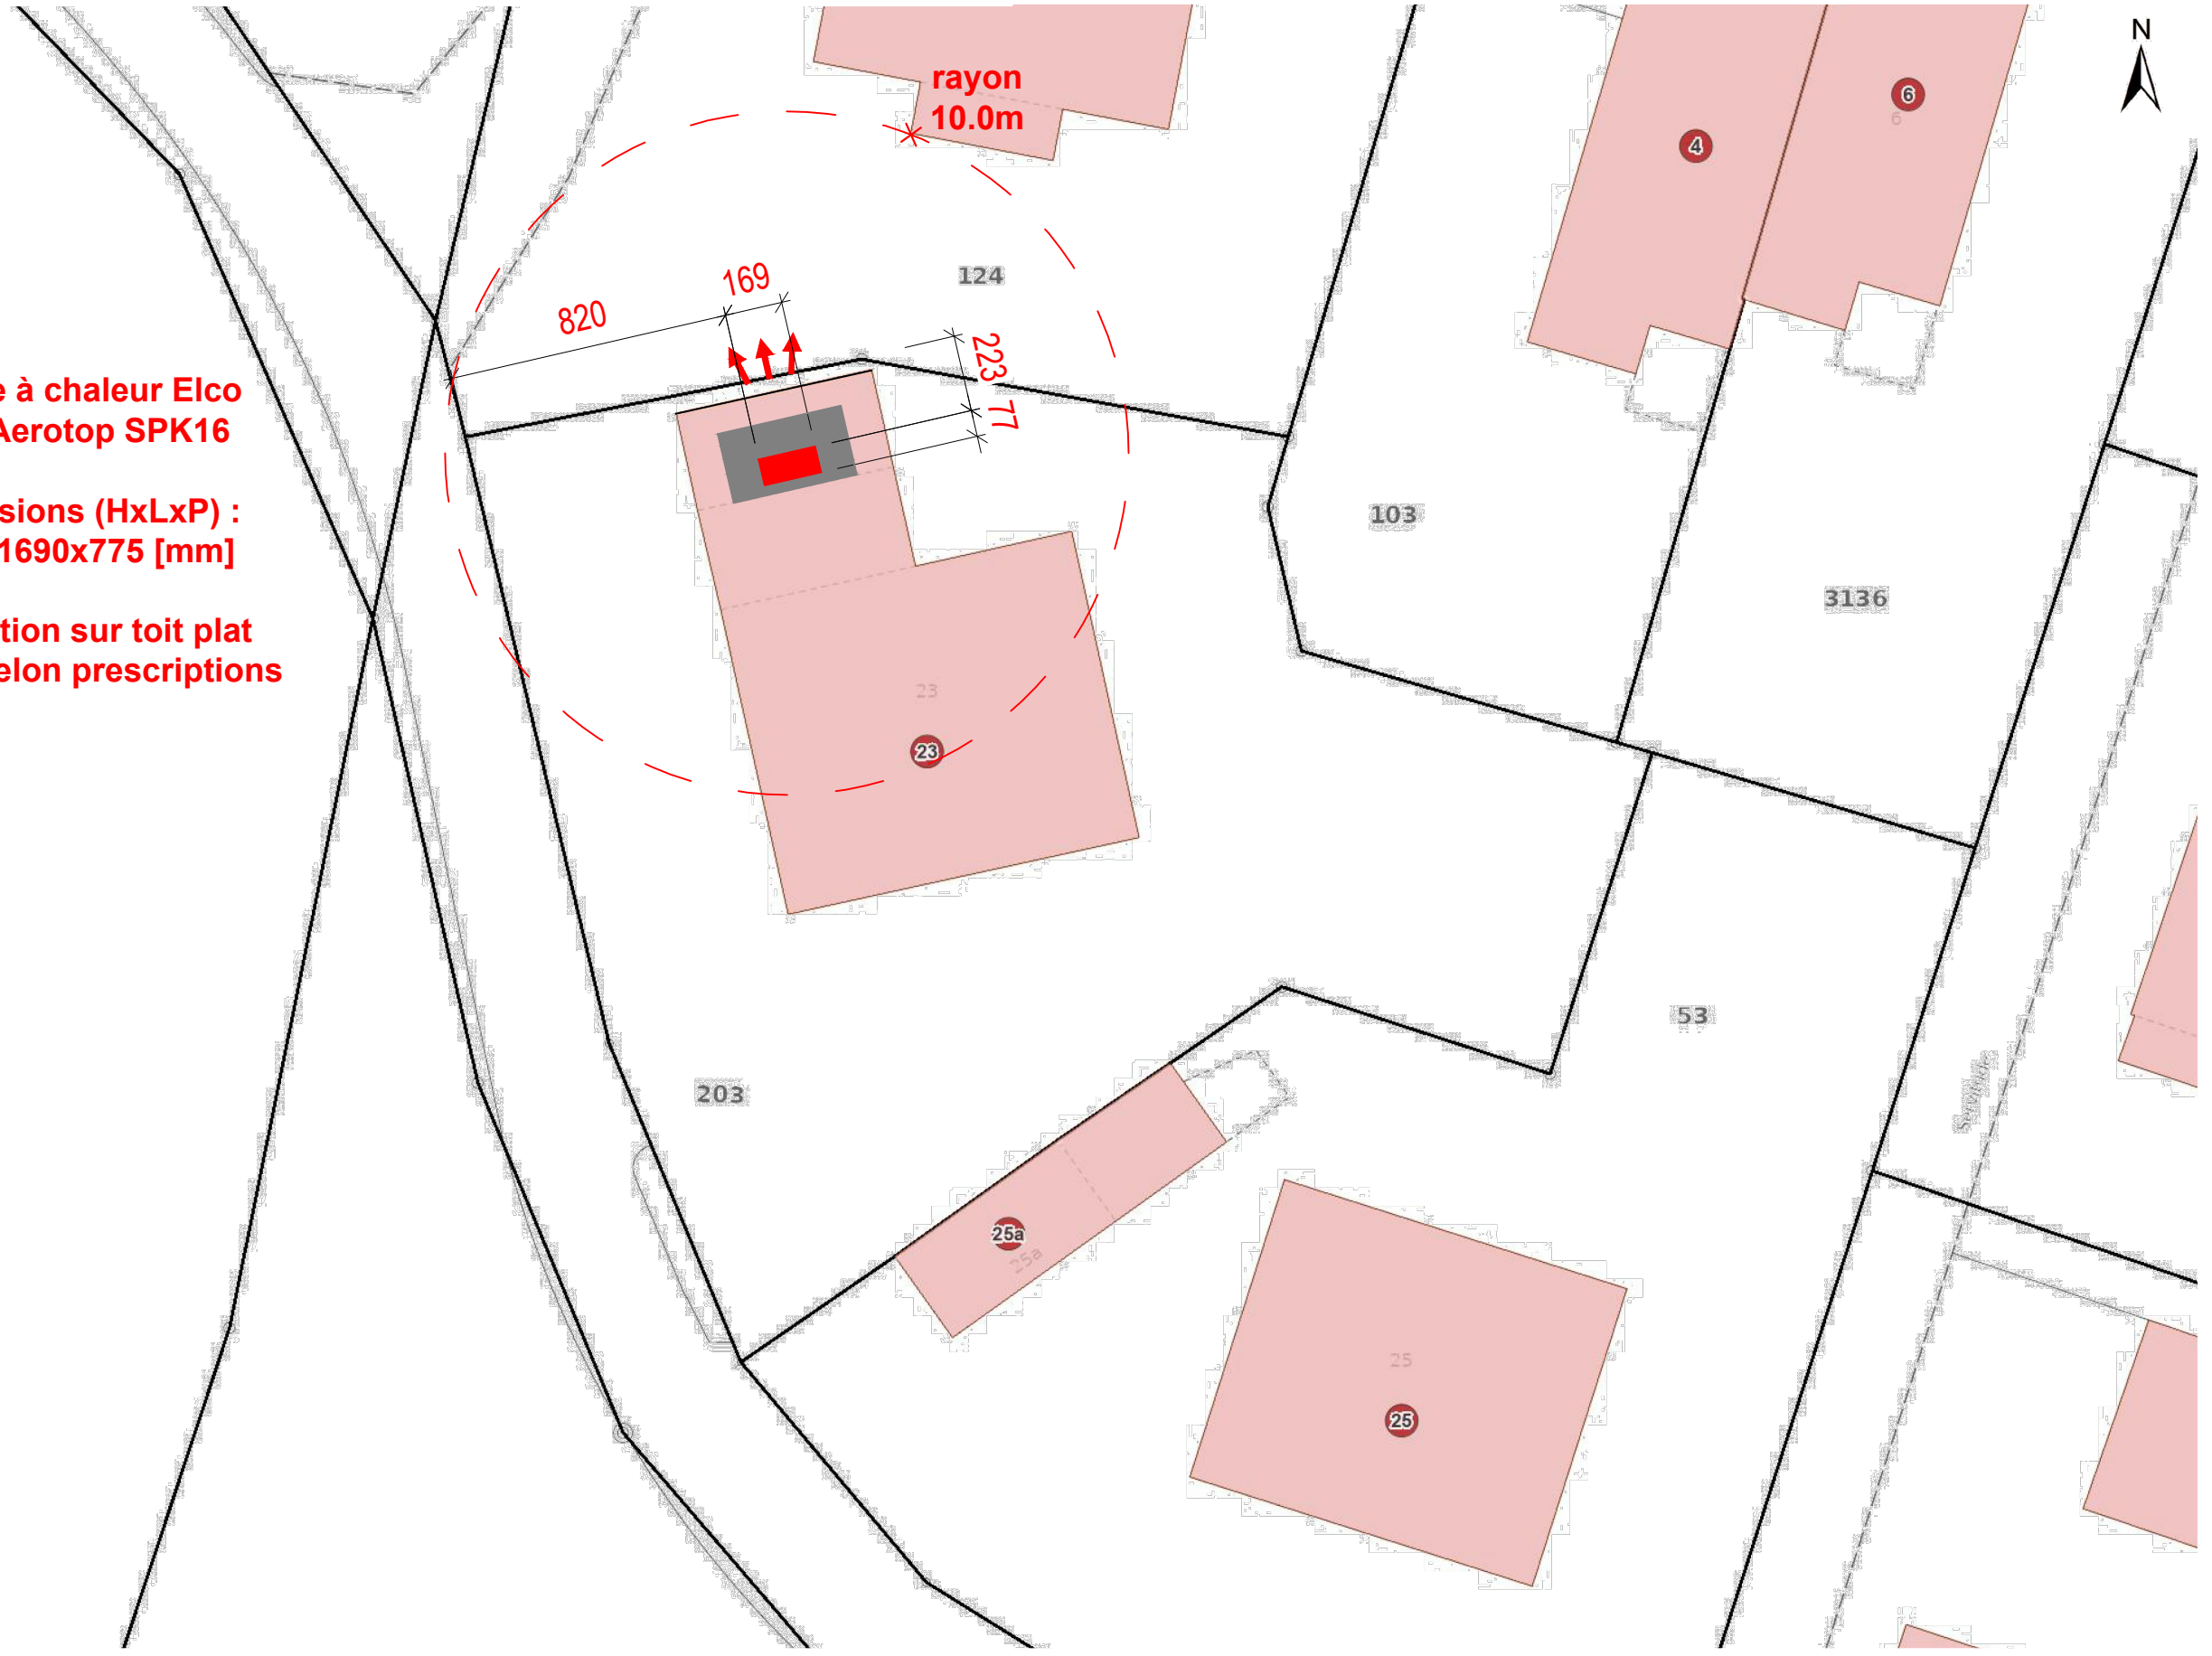 N
rayon
10.0m
6
6
4
124
169
820
223
77
e à chaleur Elco
Aerotop SPK16
sions (HxLxP) :
1690x775 [mm]
tion sur toit plat
elon prescriptions
103
3136
23
23
53
203
25a
25a
25
25